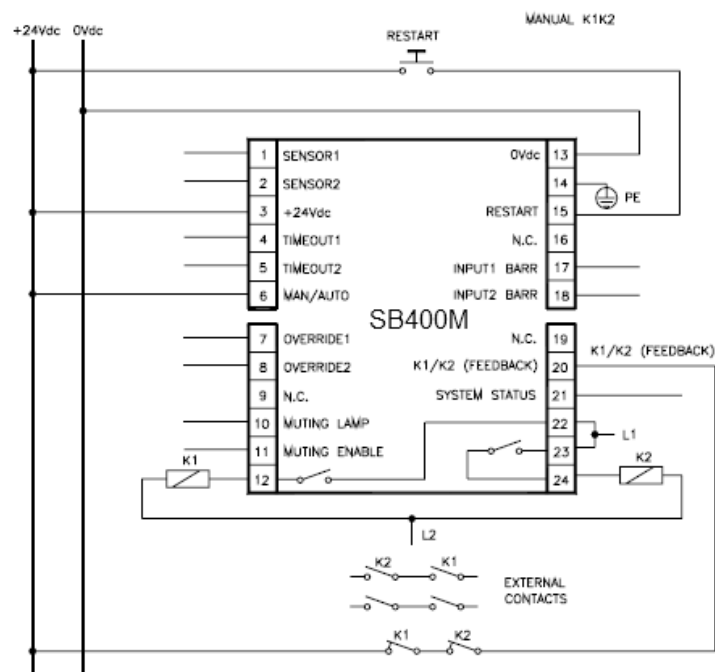 MANUAL K1K2
+24Vdc 0Vdc
RESTART
1 SENSOR1 0Vdc 13
2 SENSOR2 14
PE
3 +24Vdc RESTART 15
4 TIMEOUT1 N.C. 16
5 TIMEOUT2 INPUT1 BARR 17
6 MAN/AUTO INPUT2 BARR 18
SB400M
7 OVERRIDE1 N.C. 19
K1/K2 (FEEDBACK)
8 OVERRIDE2 K1/K2 (FEEDBACK) 20
9 N.C. SYSTEM STATUS 21
10 MUTING LAMP 22
L1
11 MUTING ENABLE 23
K1 12 24 K2
L2
K2 K1
EXTERNAL
CONTACTS
K1 K2